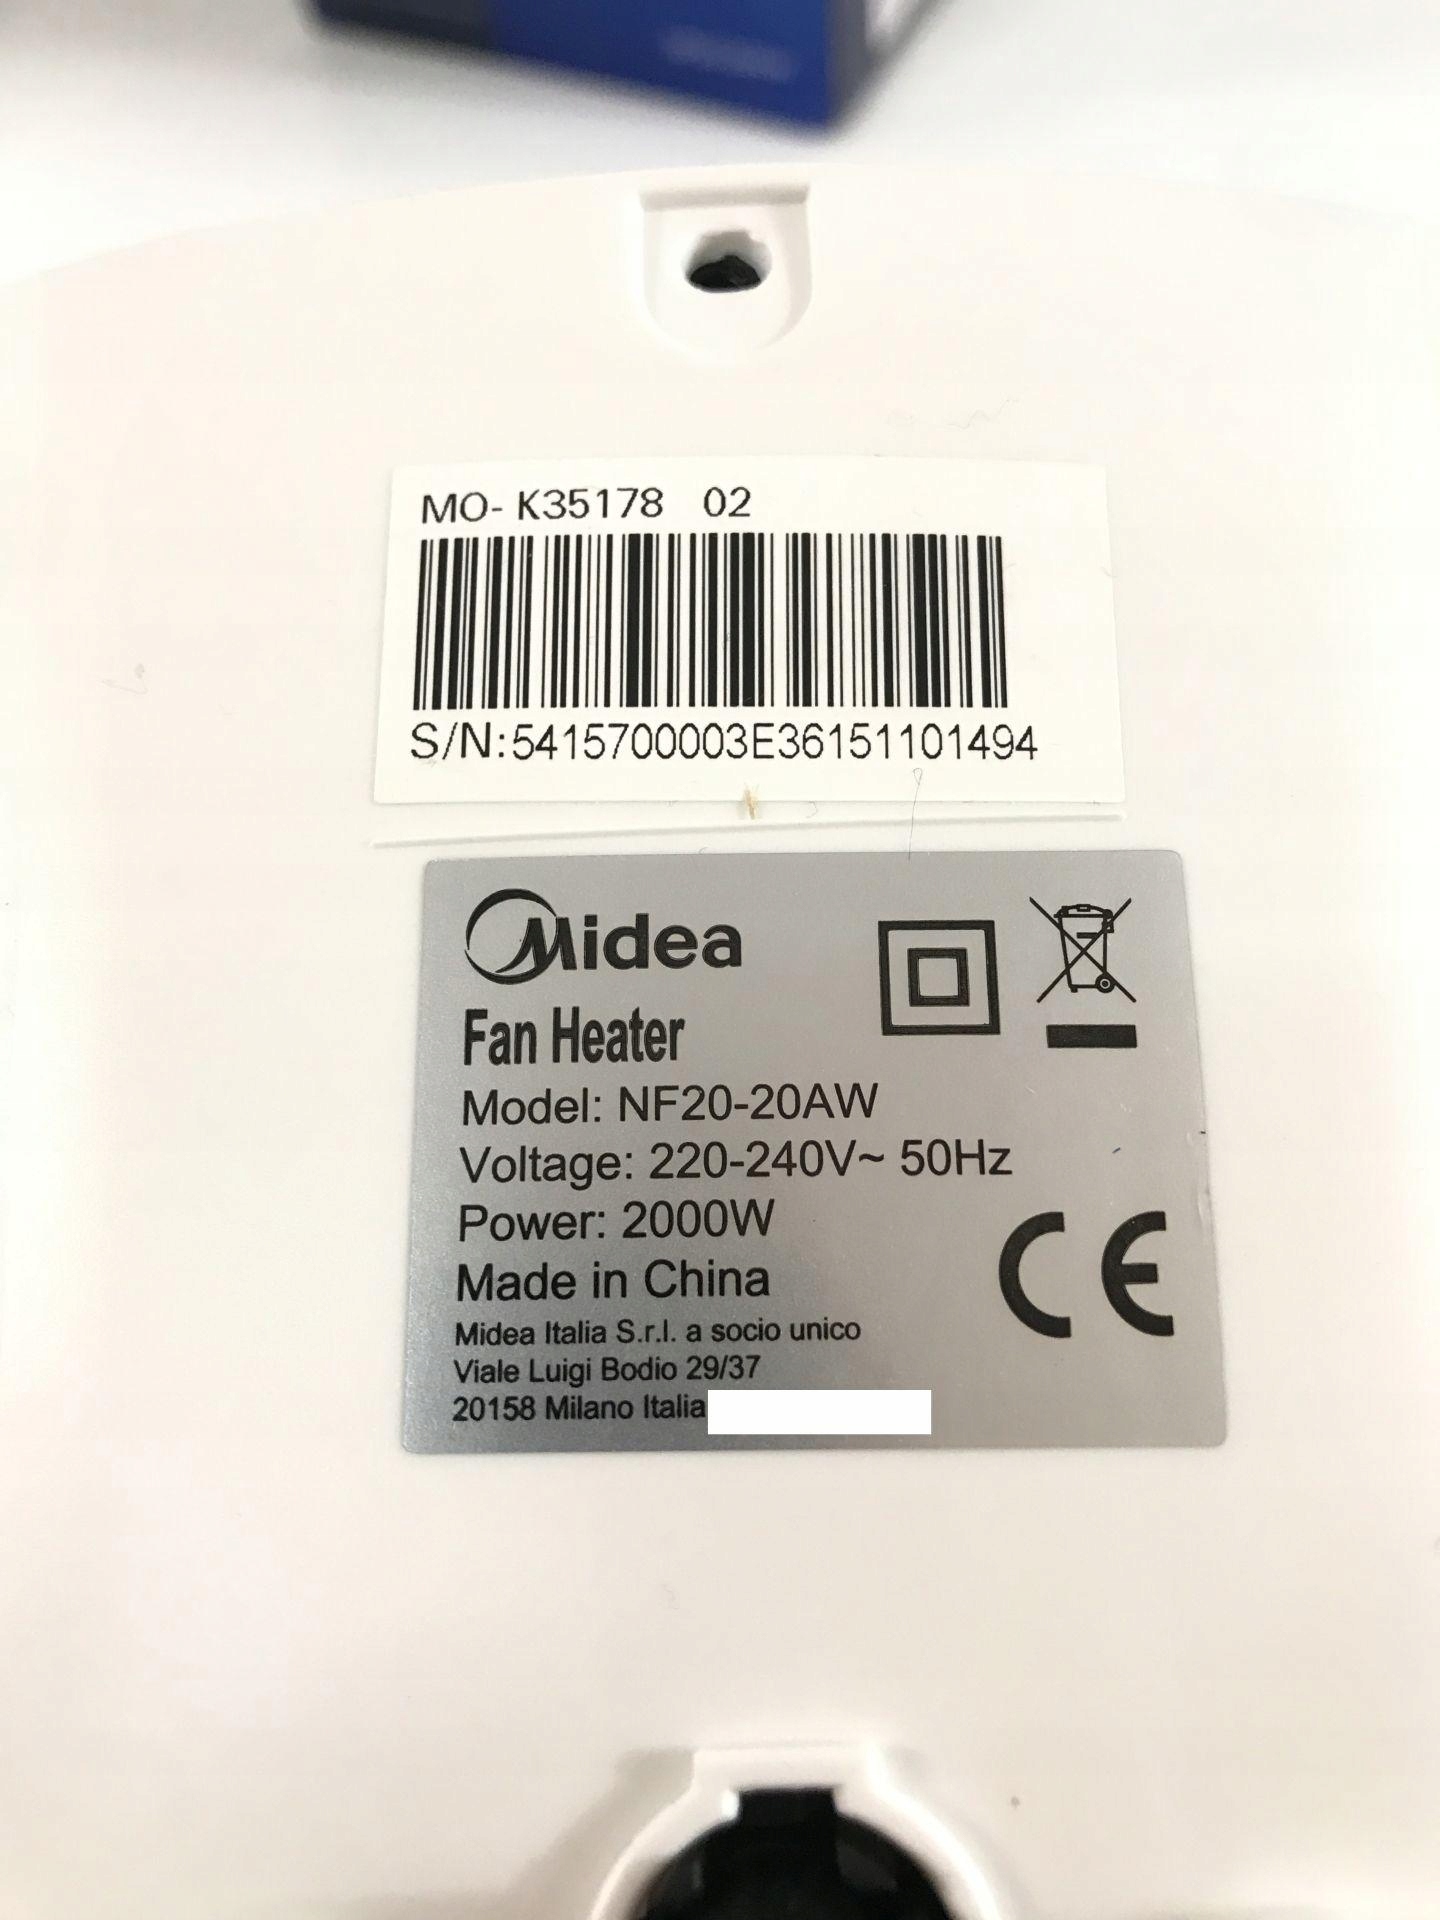 MO- K35178 02
S/N:5415700003E36151101494
Midea
Fan Heater
Model: NF20-20AW
Voltage: 220-240V~ 50Hz
Power: 2000W
Made in China
CE
Midea Italia S.r.l. a socio unico
Viale Luigi Bodio 29/37
20158 Milano Italia